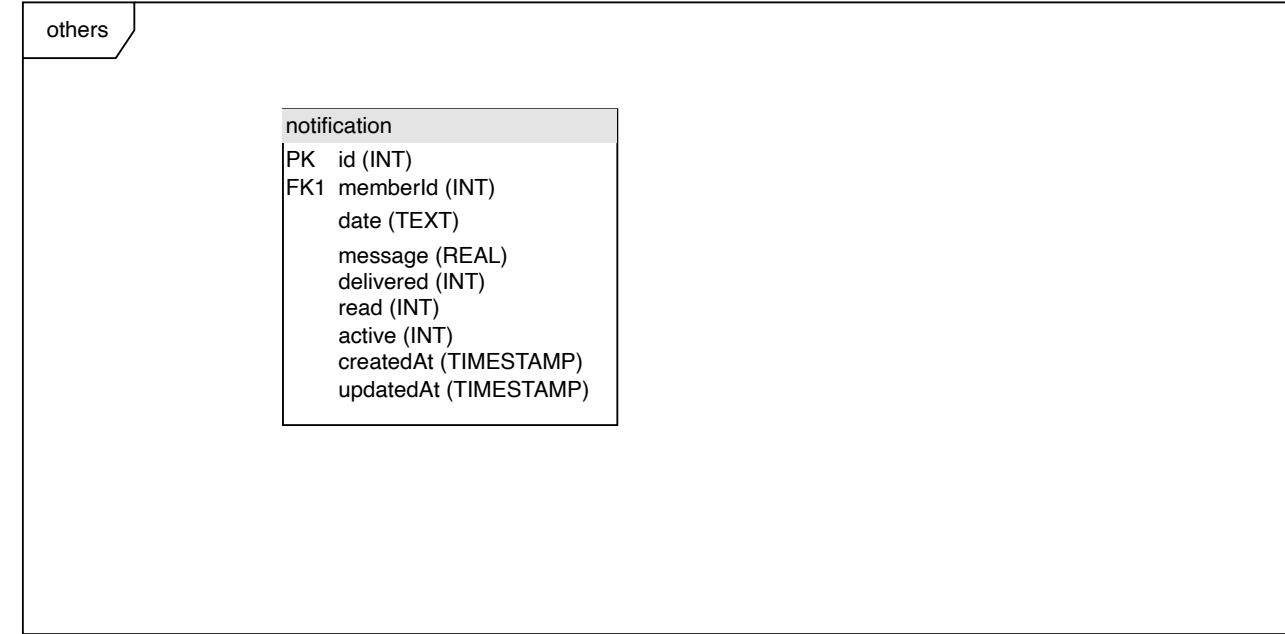 others
notification
PK id (INT)
FK1 memberId (INT)
date (TEXT)
message (REAL)
delivered (INT)
read (INT)
active (INT)
createdAt (TIMESTAMP)
updatedAt (TIMESTAMP)